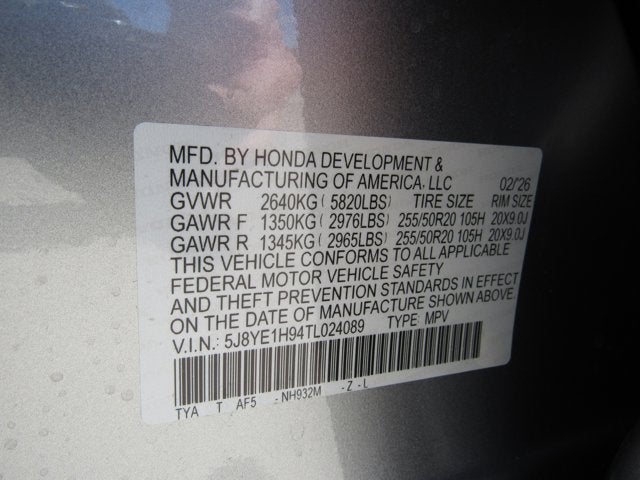 MFD. BY HONDA DEVELOPMENT &
MANUFACTURING OF AMERICA, LLC 02/'26
GVWR 2640KG ( 5820LBS) TIRE SIZE RIM SIZE
GAWR F 1350KG ( 2976LBS) 255/50R20 105H 20X9.0J
GAWR R 1345KG ( 2965LBS) 255/50R20 105H 20X9.0J
THIS VEHICLE CONFORMS TO ALL APPLICABLE
FEDERAL MOTOR VEHICLE SAFETY
AND THEFT PREVENTION STANDARDS IN EFFECT
ON THE DATE OF MANUFACTURE SHOWN ABOVE.
V.I.N.: 5J8YE1H94TL024089 TYPE: MPV
TYA T AF5 - NH932M - Z - L